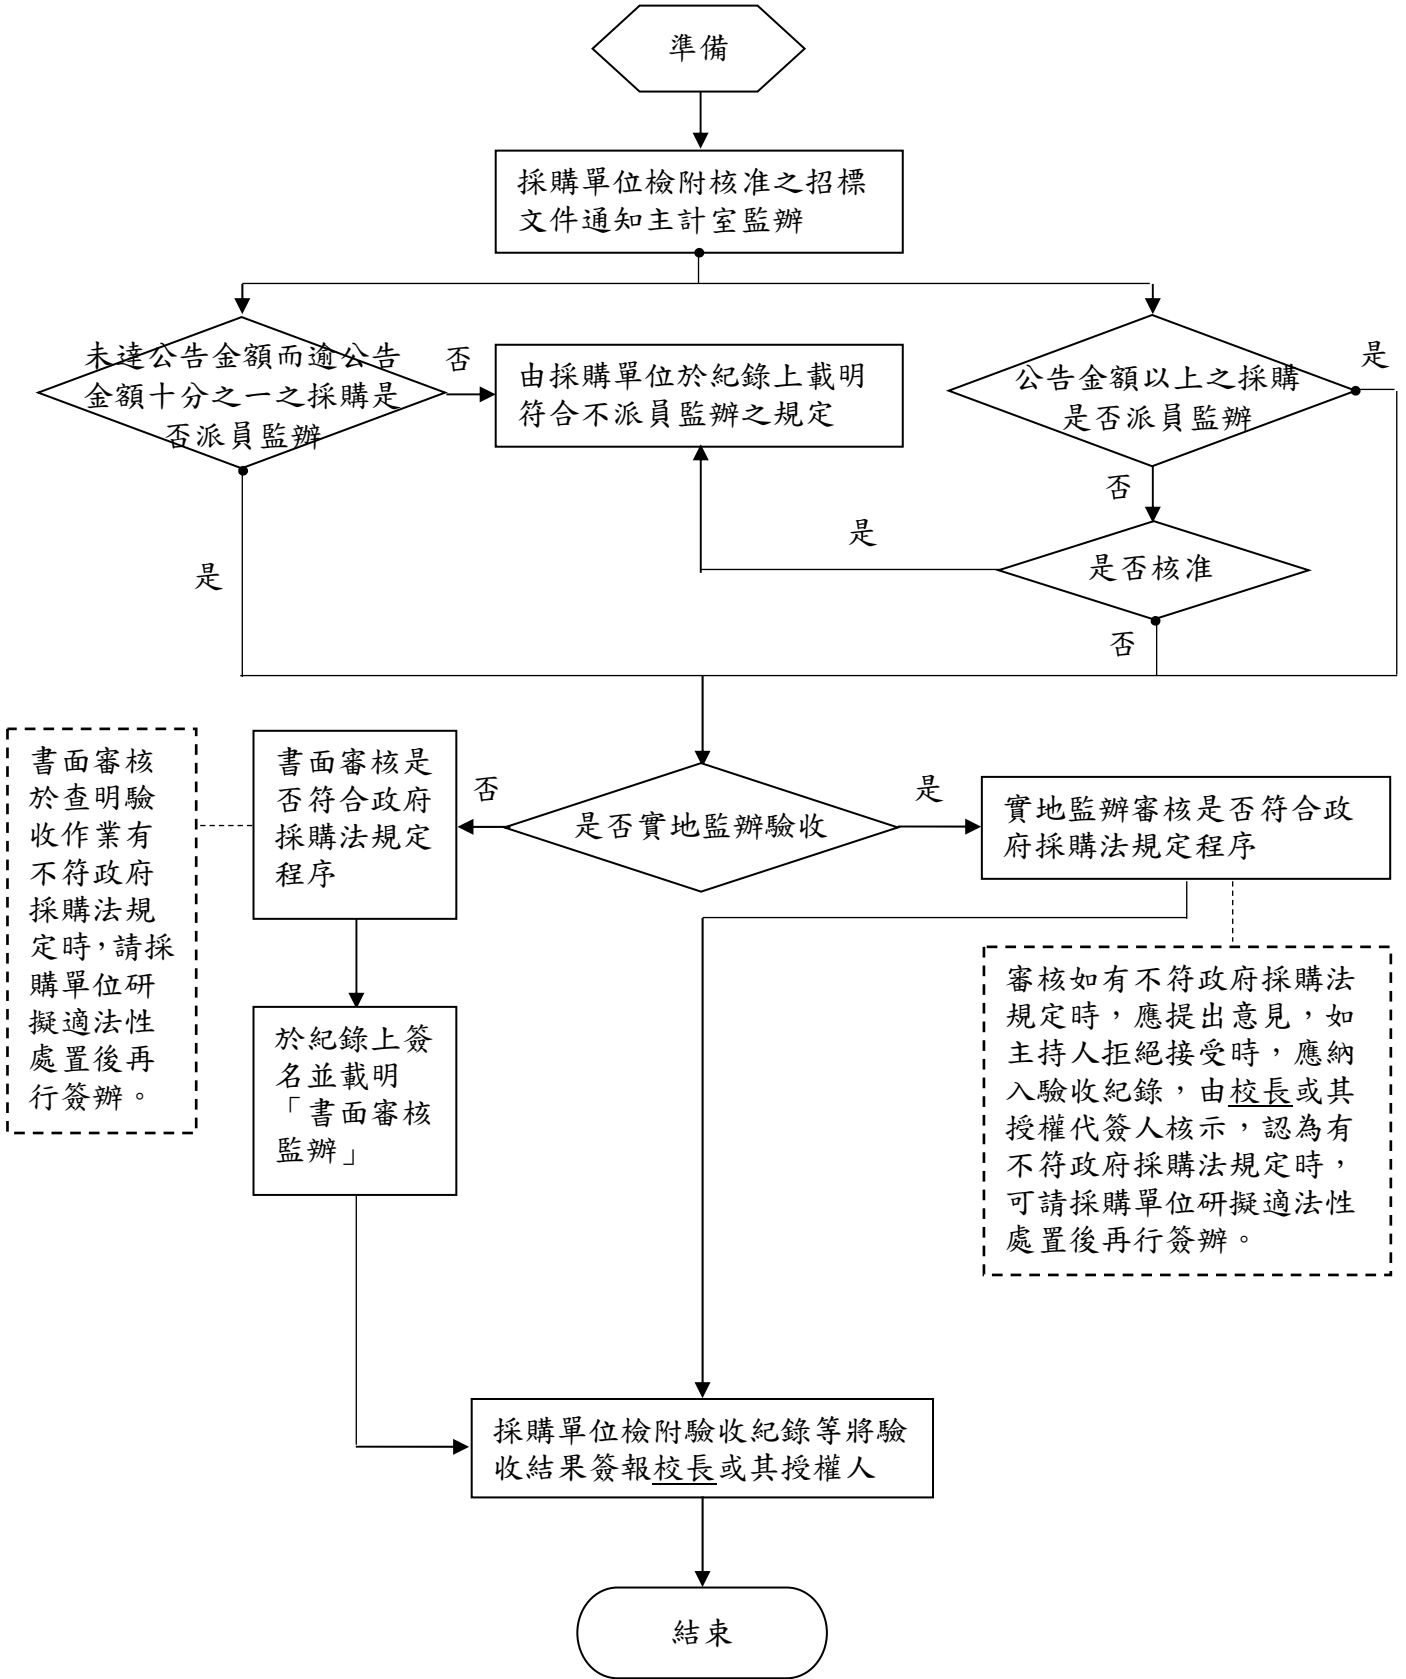 準備
採購單位檢附核准之招標
文件通知主計室監辦
未達公告金額而逾公告
金額十分之一之採購是
否派員監辦
否
由採購單位於紀錄上載明
符合不派員監辦之規定
公告金額以上之採購
是否派員監辦
是
否
是
是否核准
是
否
書面審核
於查明驗
收作業有
不符政府
採購法規
定時，請採
購單位研
擬適法性
處置後再
行簽辦。
書面審核是
否符合政府
採購法規定
程序
否
是否實地監辦驗收
是
實地監辦審核是否符合政
府採購法規定程序
於紀錄上簽
名並載明
「書面審核
監辦」
審核如有不符政府採購法
規定時，應提出意見，如
主持人拒絕接受時，應納
入驗收紀錄，由校長或其
授權代簽人核示，認為有
不符政府採購法規定時，
可請採購單位研擬適法性
處置後再行簽辦。
採購單位檢附驗收紀錄等將驗
收結果簽報校長或其授權人
結束